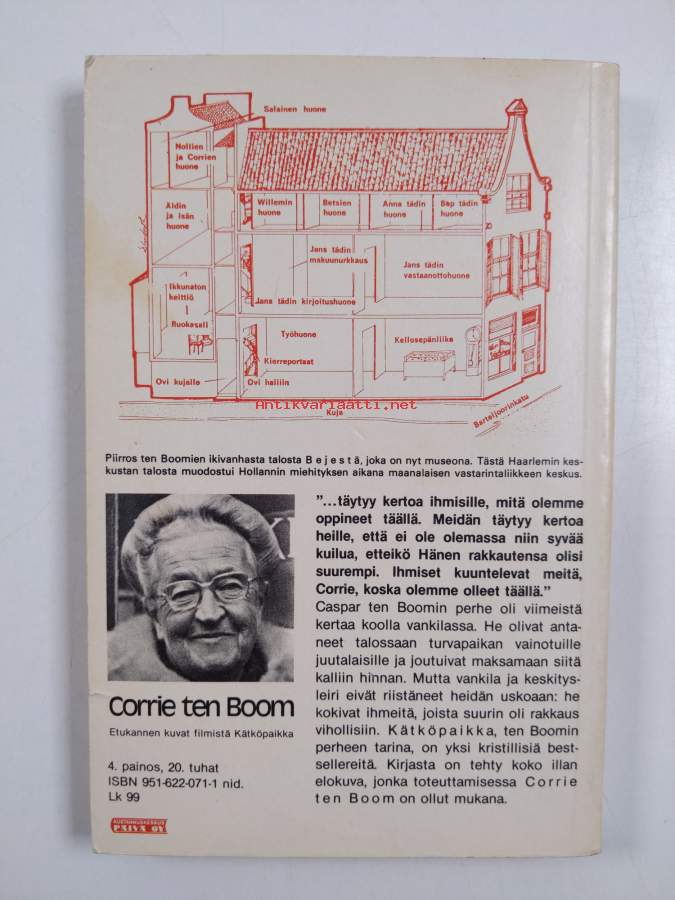 Salainen huone
Nollien
ja Corrien
huone
Äidin
ja isän
huone
Willemin
huone
Betsien
huone
Anna tädin
huone
Bep tädin
huone
Jans tädin
makuunurkkaus
Jans tädin
vastaanottohuone
Jans tädin kirjoitushuone
Ikkunaton
keittiö
Ruokasali
Työhuone
Kierreportaat
Kellosepänliike
Ovi kujalle
Ovi halliin
Antikvariaatti.net
Kuja
Barteljoorinkatu
Piirros ten Boomien ikivanhasta talosta Bejestä, joka on nyt museona. Tästä Haarlemin kes-
kustan talosta muodostui Hollannin miehityksen aikana maanalaisen vastarintaliikkeen keskus.
"...täytyy kertoa ihmisille, mitä olemme
oppineet täällä. Meidän täytyy kertoa
heille, että ei ole olemassa niin syvää
kuilua, etteikö Hänen rakkautensa olisi
suurempi. Ihmiset kuuntelevat meitä,
Corrie, koska olemme olleet täällä."
Caspar ten Boomin perhe oli viimeistä
kertaa koolla vankilassa. He olivat anta-
neet talossaan turvapaikan vainotuille
juutalaisille ja joutuivat maksamaan siitä
kalliin hinnan. Mutta vankila ja keskitys-
leiri eivät riistäneet heidän uskoaan: he
kokivat ihmeitä, joista suurin oli rakkaus
vihollisiin. Kätköpaikka, ten Boomin
perheen tarina, on yksi kristillisiä best-
sellereitä. Kirjasta on tehty koko illan
elokuva, jonka toteuttamisessa Corrie
ten Boom on ollut mukana.
Corrie ten Boom
Etukannen kuvat filmistä Kätköpaikka
4. painos, 20. tuhat
ISBN 951-622-071-1 nid.
Lk 99
KUSTANNUSKESKUS
PÄIVÄ OY